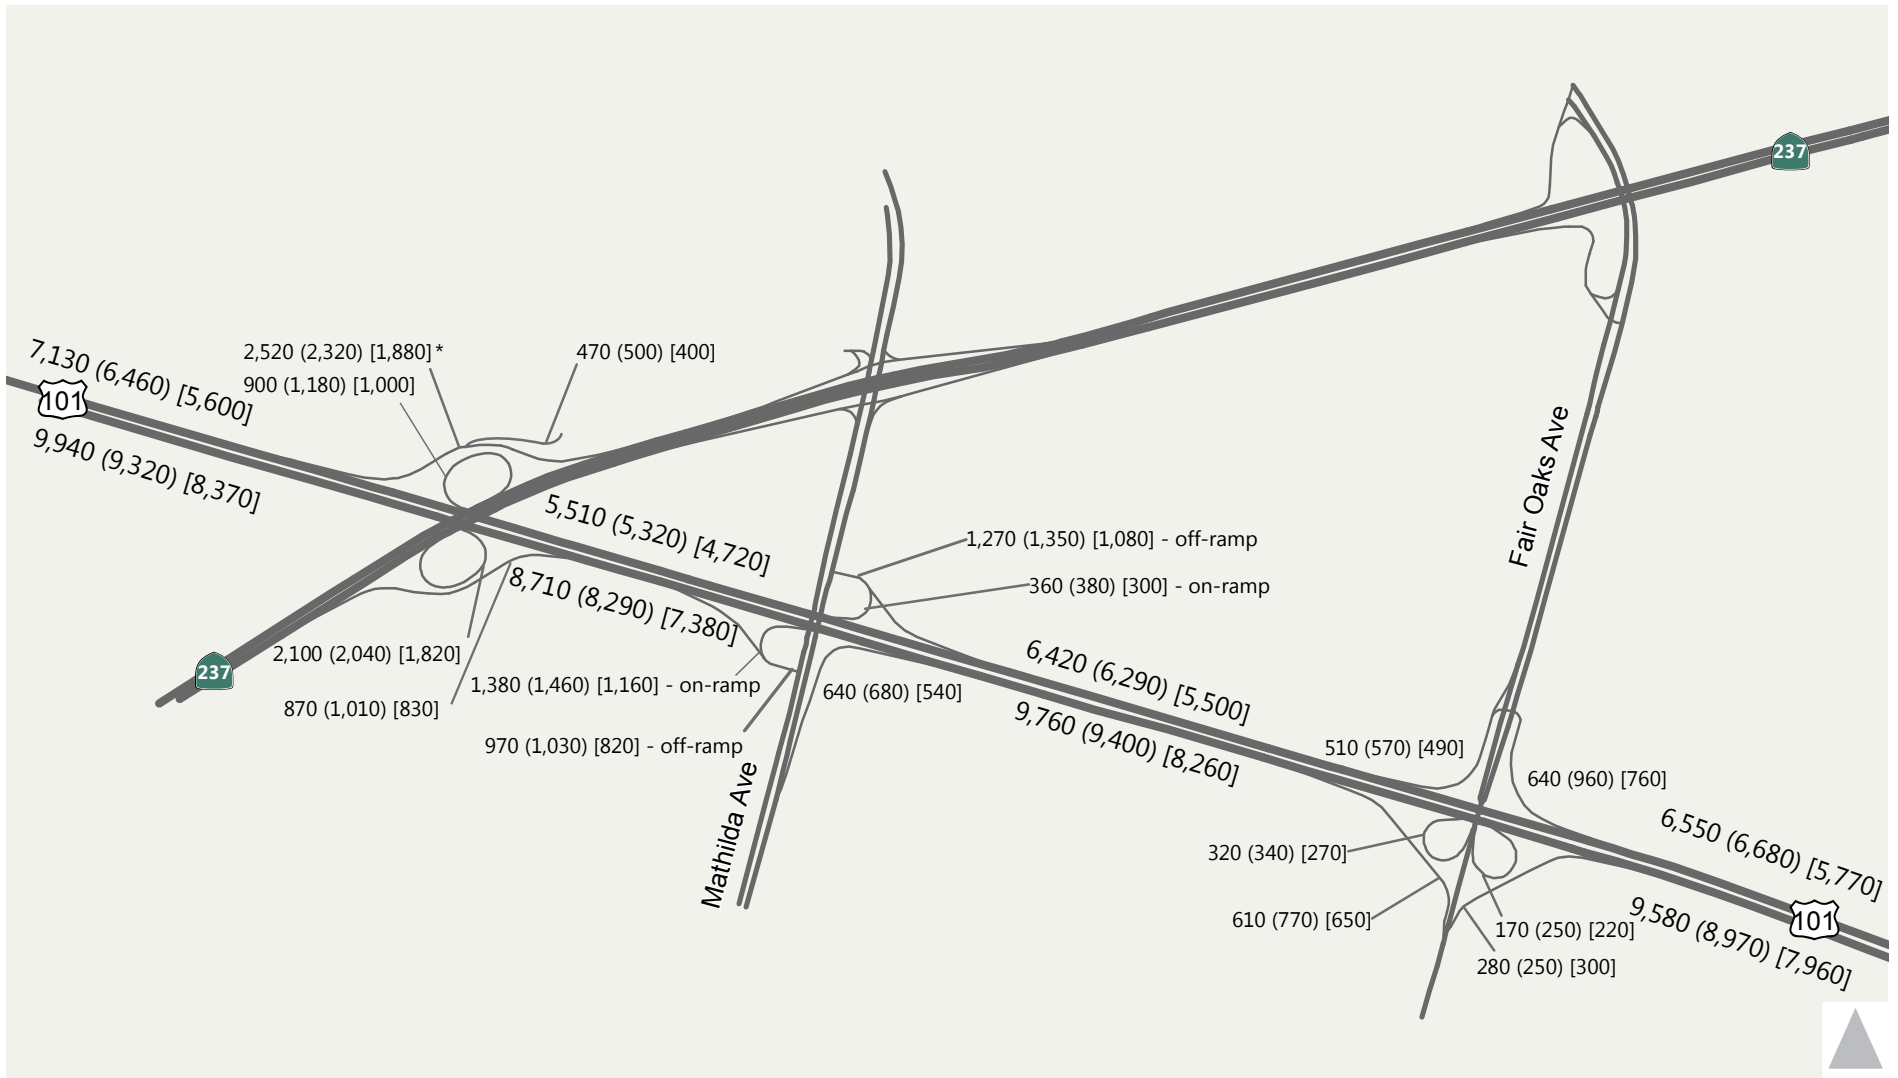 237
7,130 (6,460) [5,600]
2,520 (2,320) [1,880]*
470 (500) [400]
900 (1,180) [1,000]
101
9,940 (9,320) [8,370]
5,510 (5,320) [4,720]
1,270 (1,350) [1,080] - off-ramp
Fair Oaks Ave
360 (380) [300] - on-ramp
8,710 (8,290) [7,380]
2,100 (2,040) [1,820]
237
1,380 (1,460) [1,160] - on-ramp
640 (680) [540]
6,420 (6,290) [5,500]
870 (1,010) [830]
970 (1,030) [820] - off-ramp
9,760 (9,400) [8,260]
510 (570) [490]
640 (960) [760]
Mathilda Ave
6,550 (6,680) [5,770]
320 (340) [270]
610 (770) [650]
170 (250) [220]
9,580 (8,970) [7,960]
101
280 (250) [300]